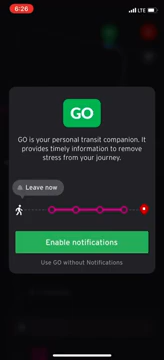 6:26
LTE
GO
GO is your personal transit companion. It
provides timely information to remove
stress from your journey.
Leave now
Enable notifications
Use GO without Notifications